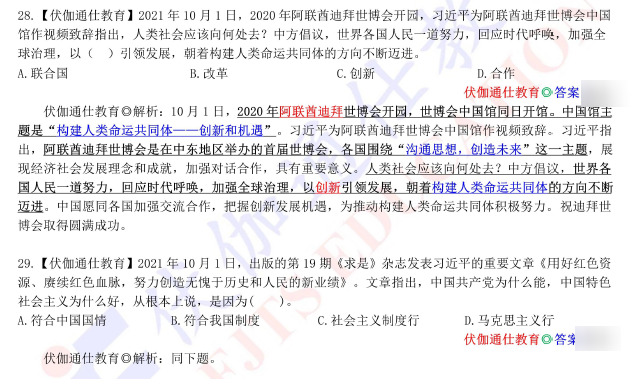 28.【伏伽通仕教育】2021 年 10 月 1 日，2020 年阿联酋迪拜世博会开园，习近平为阿联酋迪拜世博会中国
馆作视频致辞指出，人类社会应该向何处去？中方倡议，世界各国人民一道努力，回应时代呼唤，加强全
球治理，以（　）引领发展，朝着构建人类命运共同体的方向不断迈进。
A.联合国 B.改革 C.创新 D.合作
伏伽通仕教育◎答案
伏伽通仕教育◎解析：10 月 1 日，2020 年阿联酋迪拜世博会开园，世博会中国馆同日开馆。中国馆主
题是“构建人类命运共同体——创新和机遇”。习近平为阿联酋迪拜世博会中国馆作视频致辞。习近平指
出，阿联酋迪拜世博会是在中东地区举办的首届世博会，各国围绕“沟通思想，创造未来”这一主题，展
现经济社会发展理念和成就，加强对话合作，具有重要意义。人类社会应该向何处去？中方倡议，世界各
国人民一道努力，回应时代呼唤，加强全球治理，以创新引领发展，朝着构建人类命运共同体的方向不断
迈进。中国愿同各国加强交流合作，把握创新发展机遇，为推动构建人类命运共同体积极努力。祝迪拜世
博会取得圆满成功。
29.【伏伽通仕教育】2021 年 10 月 1 日，出版的第 19 期《求是》杂志发表习近平的重要文章《用好红色资
源、赓续红色血脉，努力创造无愧于历史和人民的新业绩》。文章指出，中国共产党为什么能，中国特色
社会主义为什么好，从根本上说，是因为(　　)。
A.符合中国国情 B.符合我国制度 C.社会主义制度行 D.马克思主义行
伏伽通仕教育◎答案
伏伽通仕教育◎解析：同下题。